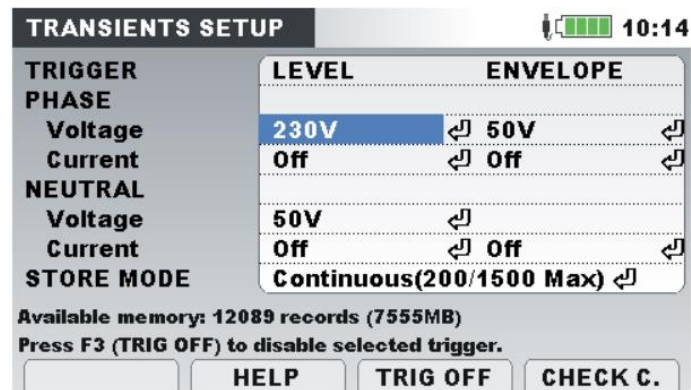 TRANSIENTS SETUP 10:14
TRIGGER LEVEL ENVELOPE
PHASE
Voltage 230V 50V
Current Off Off
NEUTRAL
Voltage 50V
Current Off Off
STORE MODE Continuous(200/1500 Max)
Available memory: 12089 records (7555MB)
Press F3 (TRIG OFF) to disable selected trigger.
HELP TRIG OFF CHECK C.